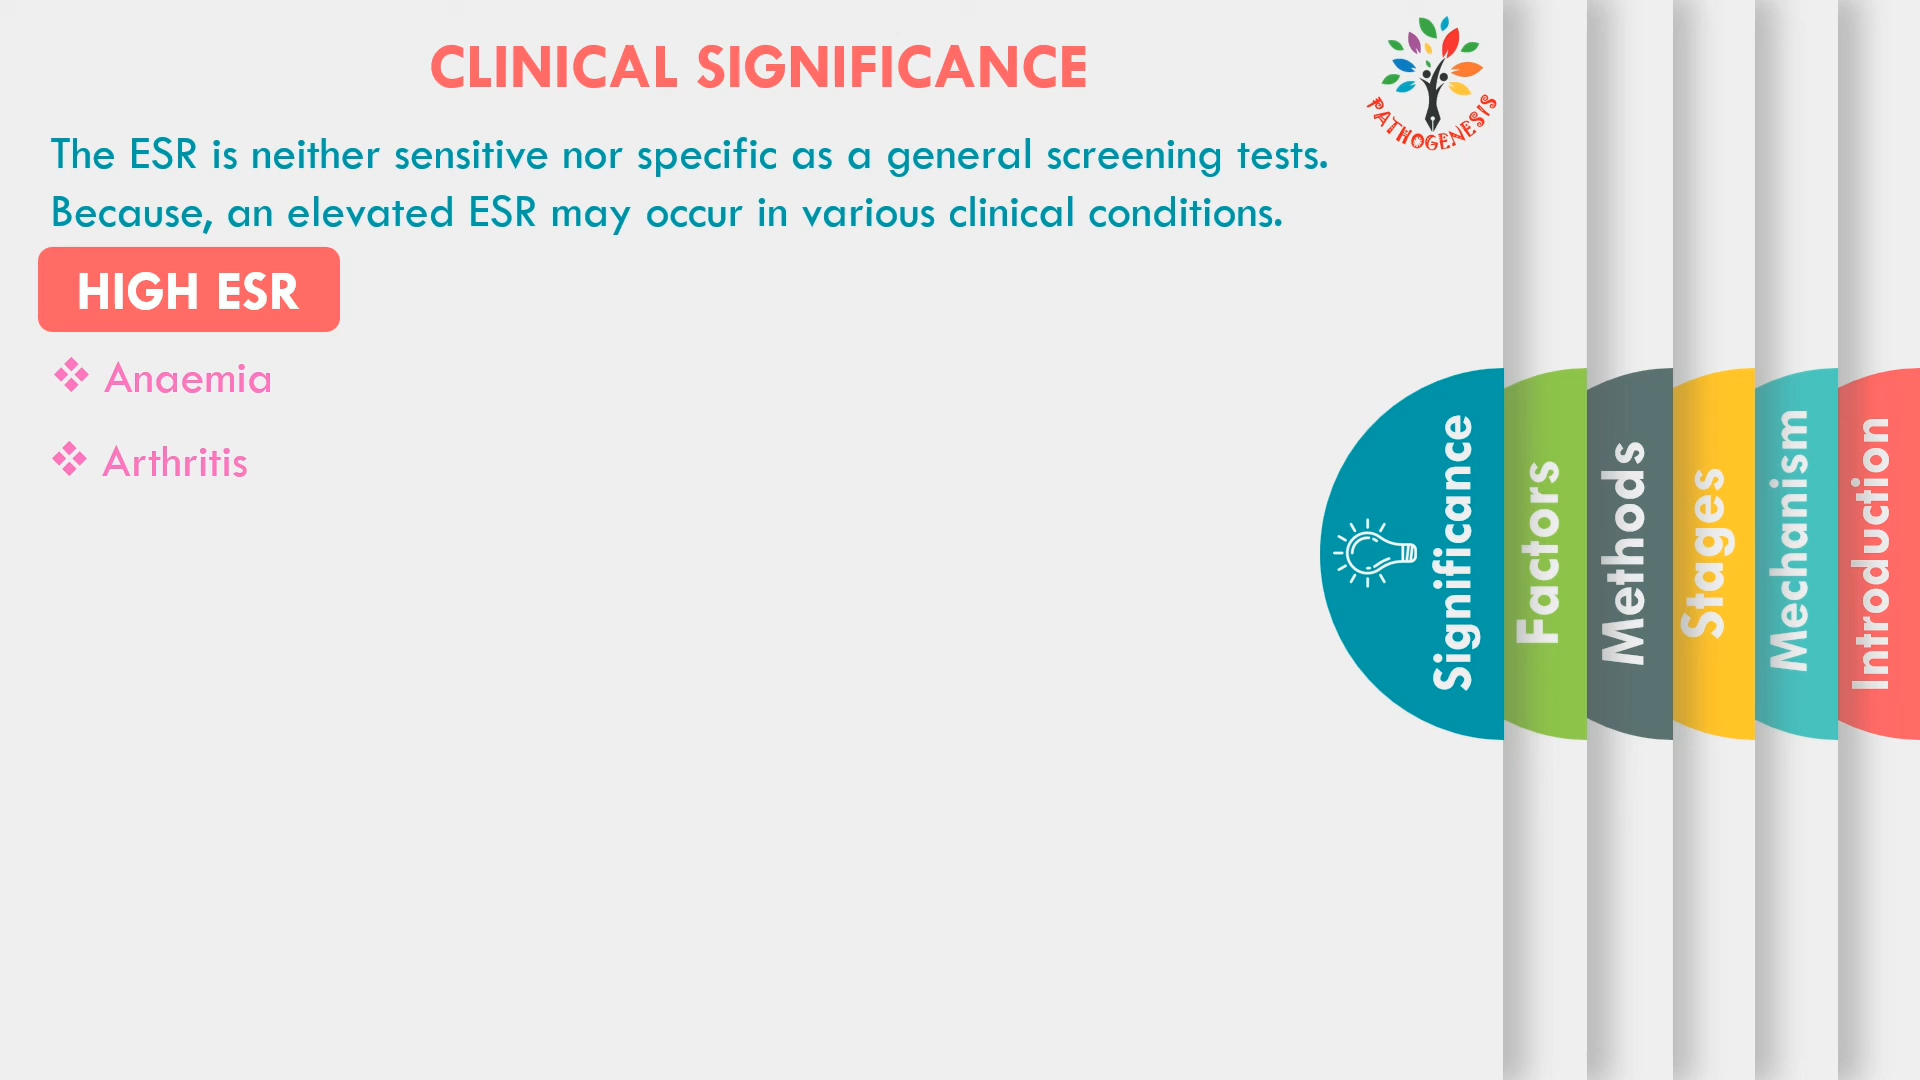 CLINICAL SIGNIFICANCE
PATHOGENESIS
The ESR is neither sensitive nor specific as a general screening tests.
Because, an elevated ESR may occur in various clinical conditions.
HIGH ESR
Anaemia
Arthritis
Significance
Factors
Methods
Stages
Mechanism
Introduction